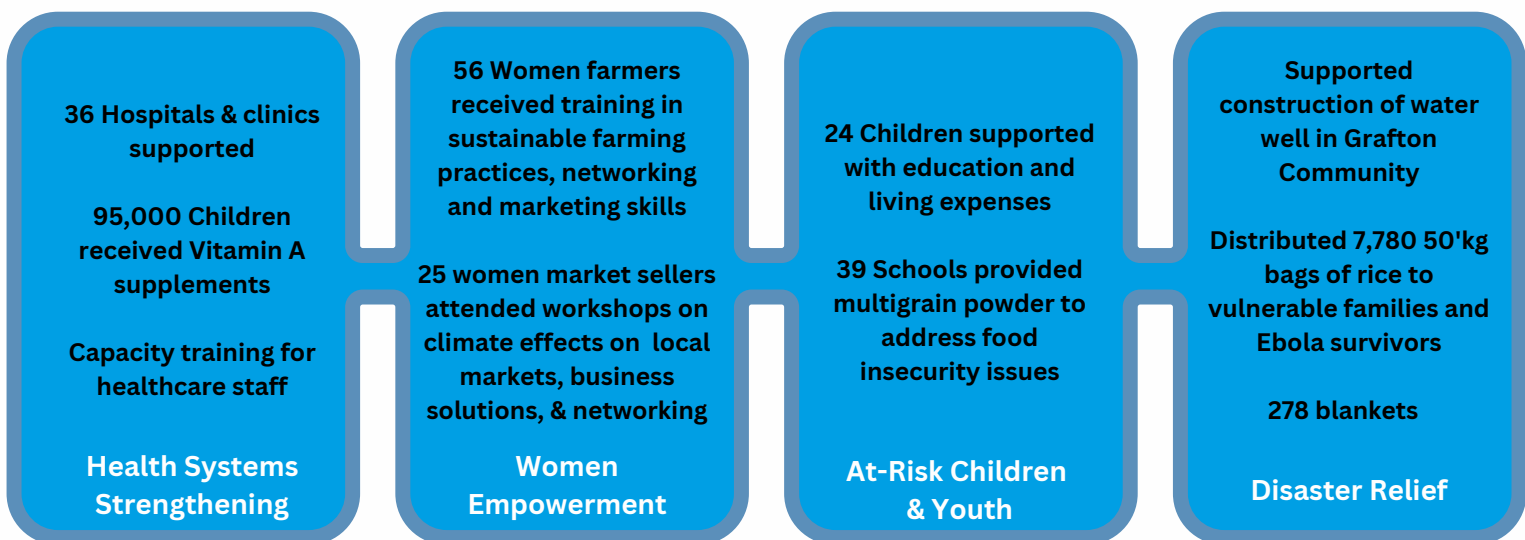 36 Hospitals & clinics
supported
95,000 Children
received Vitamin A
supplements
Capacity training for
healthcare staff
Health Systems
Strengthening
56 Women farmers
received training in
sustainable farming
practices, networking
and marketing skills
25 women market sellers
attended workshops on
climate effects on  local
markets, business
solutions, & networking
Women
Empowerment
24 Children supported
with education and
living expenses
39 Schools provided
multigrain powder to
address food
insecurity issues
At-Risk Children
& Youth
Supported
construction of water
well in Grafton
Community
Distributed 7,780 50'kg
bags of rice to
vulnerable families and
Ebola survivors
278 blankets
Disaster Relief